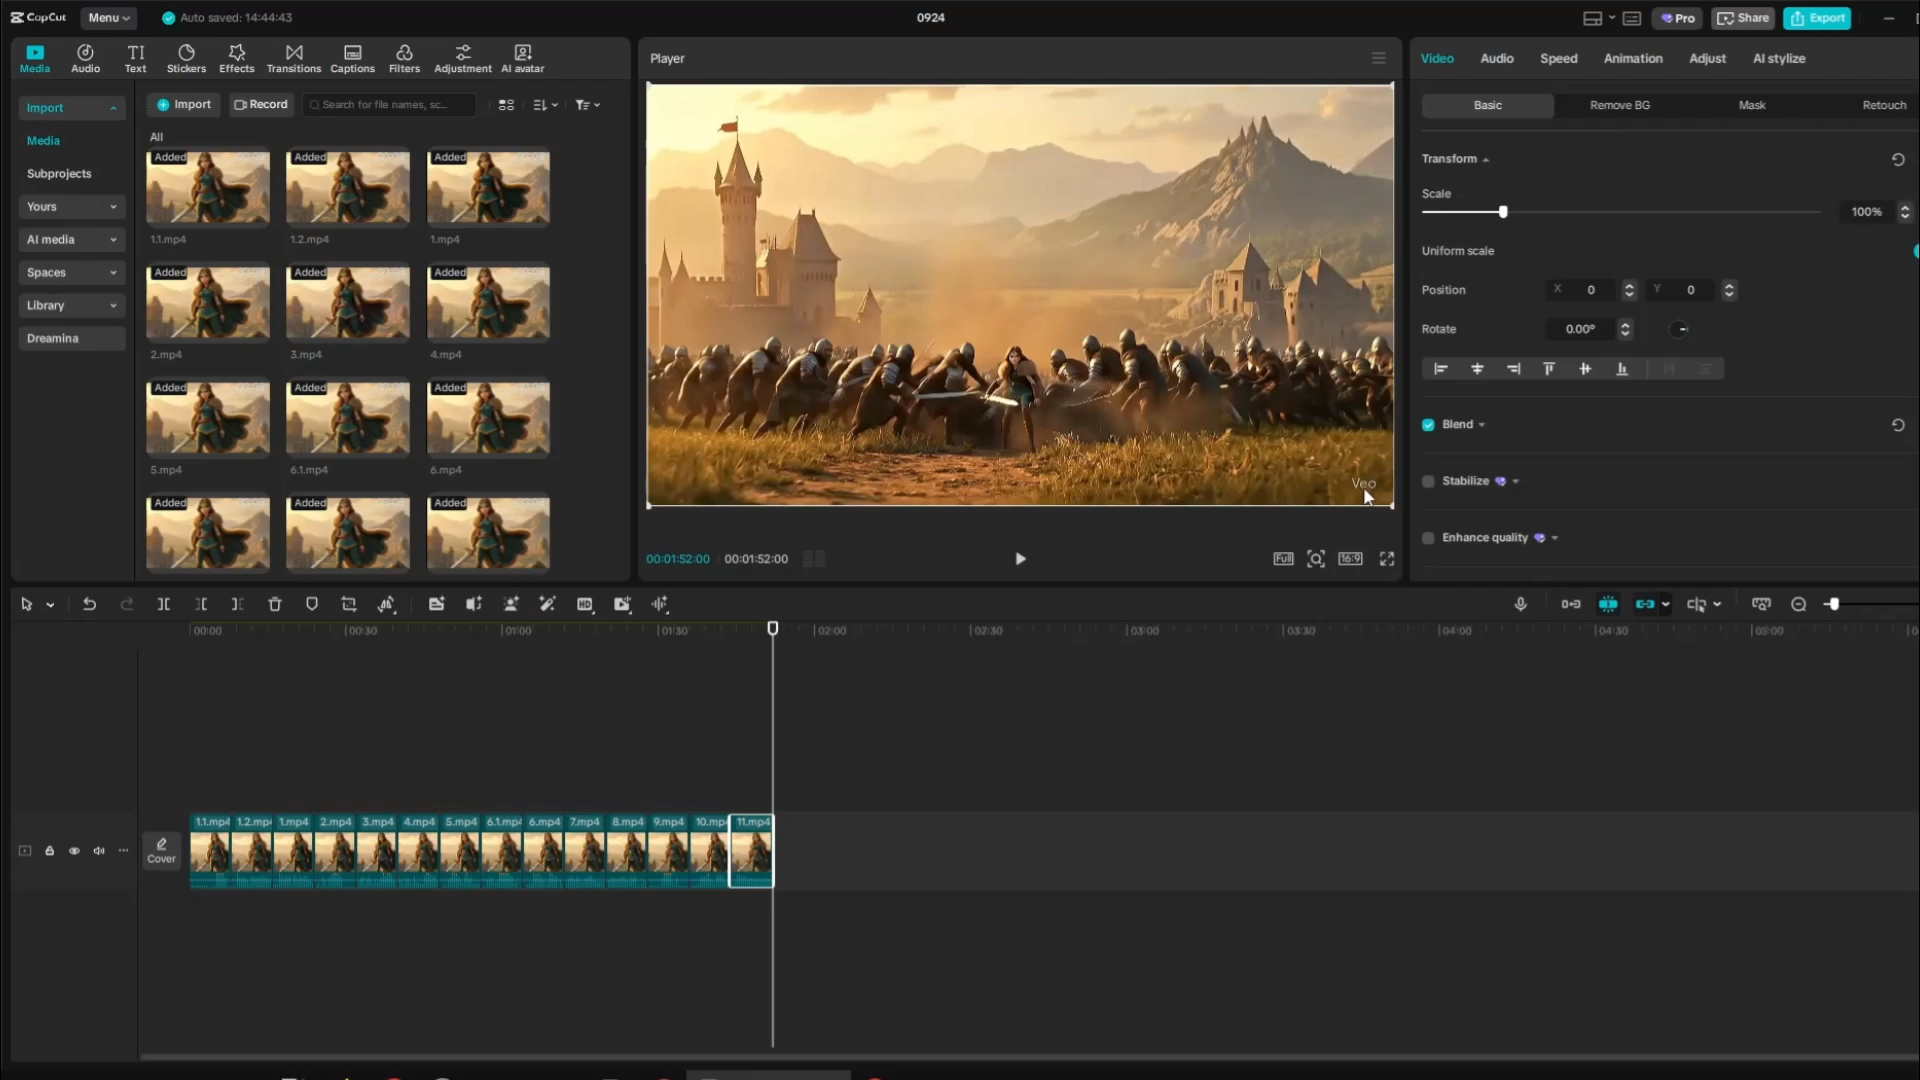 CapCut Menu Auto saved: 14:44:43 0924 Pro Share Export
Media Audio Text Stickers Effects Transitions Captions Filters Adjustment AI avatar
Import
Media
Subprojects
Yours
AI media
Spaces
Library
Dreamina
Import Record Search for file names, sc...
All
Added Added Added
1.1.mp4 1.2.mp4 1.mp4
Added Added Added
2.mp4 3.mp4 4.mp4
Added Added Added
5.mp4 6.1.mp4 6.mp4
Added Added Added
Player
Veo
00:01:52:00 / 00:01:52:00
Full 16:9
Video Audio Speed Animation Adjust AI stylize
Basic Remove BG Mask Retouch
Transform
Scale
100%
Uniform scale
Position X 0 Y 0
Rotate 0.00°
Blend
Stabilize
Enhance quality
HD
00:00 00:30 01:00 01:30 02:00 02:30 03:00 03:30 04:00 04:30 05:00
Cover
1.1.mp4 1.2.mp4 1.mp4 2.mp4 3.mp4 4.mp4 5.mp4 6.1.mp4 6.mp4 7.mp4 8.mp4 9.mp4 10.mp4 11.mp4